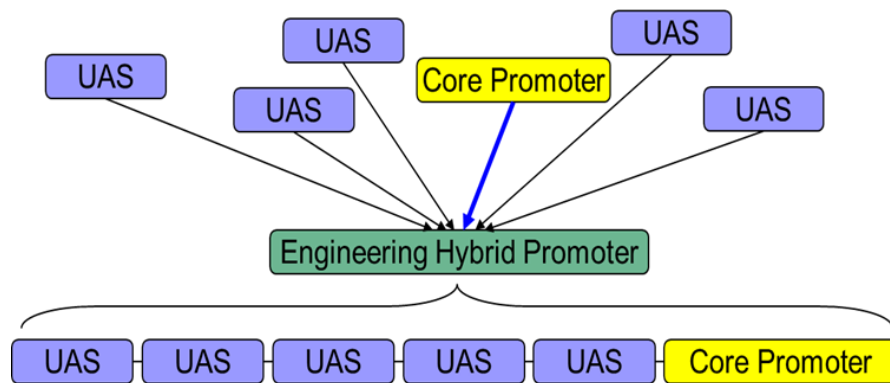 UAS
UAS
UAS
Core Promoter
UAS
UAS
Engineering Hybrid Promoter
UAS UAS UAS UAS UAS Core Promoter